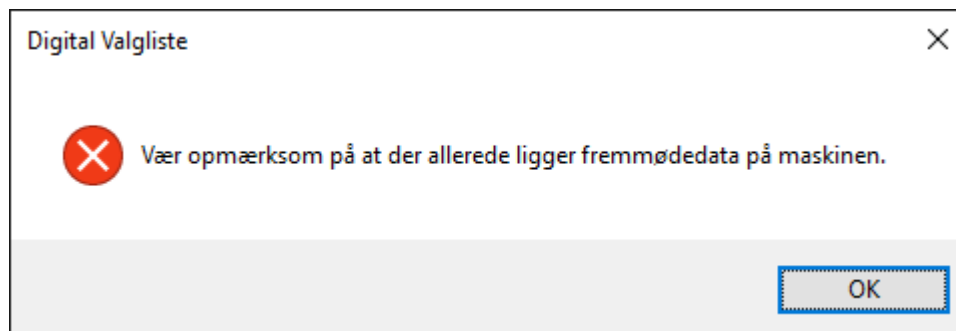 Digital Valgliste
Vær opmærksom på at der allerede ligger fremmødedata på maskinen.
OK